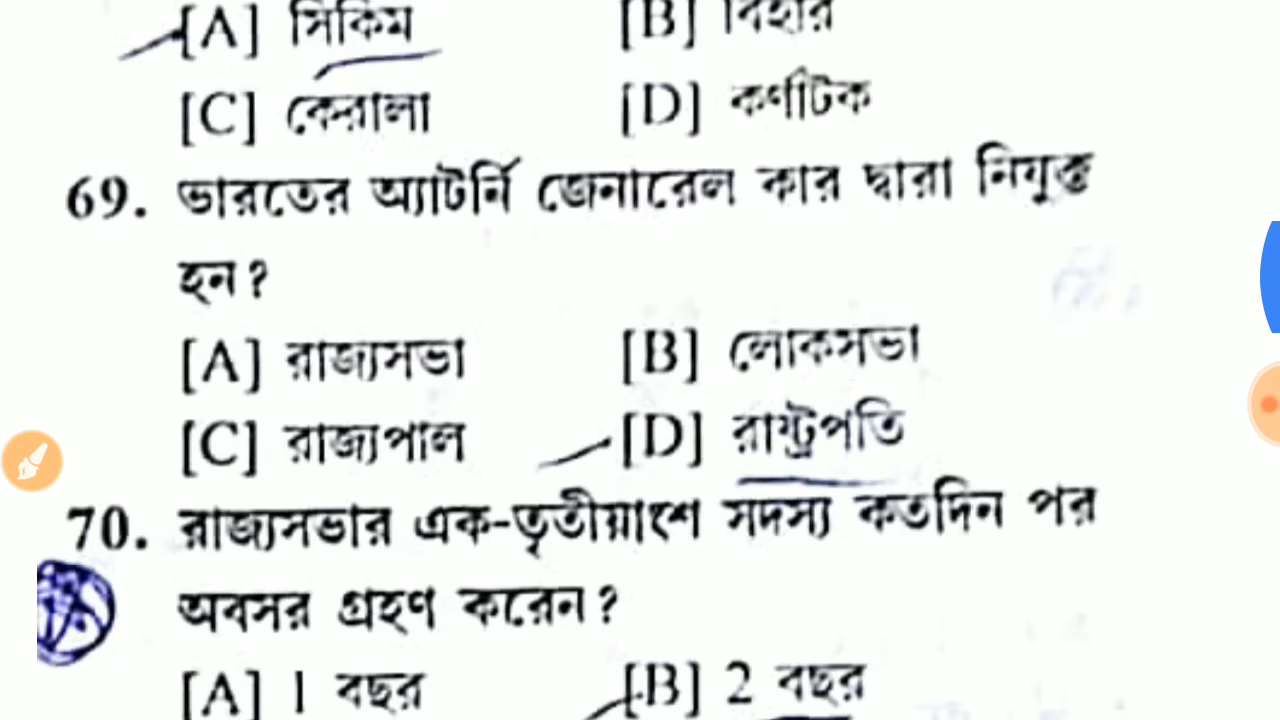 [A] সিকিম [B] বিহার
[C] কেরালা [D] কর্ণাটক
69. ভারতের অ্যাটর্নি জেনারেল কার দ্বারা নিযুক্ত
হন?
[A] রাজ্যসভা [B] লোকসভা
[C] রাজ্যপাল [D] রাষ্ট্রপতি
70. রাজ্যসভার এক-তৃতীয়াংশ সদস্য কতদিন পর
অবসর গ্রহণ করেন?
[A] 1 বছর [B] 2 বছর